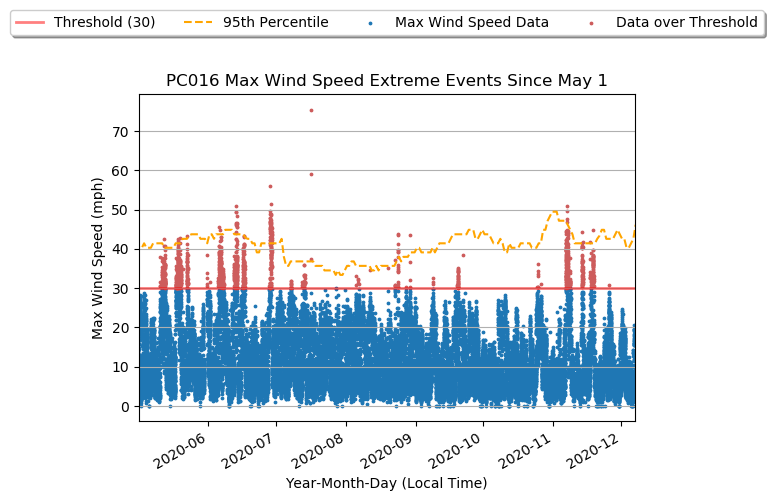 Threshold (30) 95th Percentile Max Wind Speed Data Data over Threshold
PC016 Max Wind Speed Extreme Events Since May 1
70
60
50
40
30
20
10
0
Max Wind Speed (mph)
2020-06 2020-07 2020-08 2020-09 2020-10 2020-11 2020-12
Year-Month-Day (Local Time)